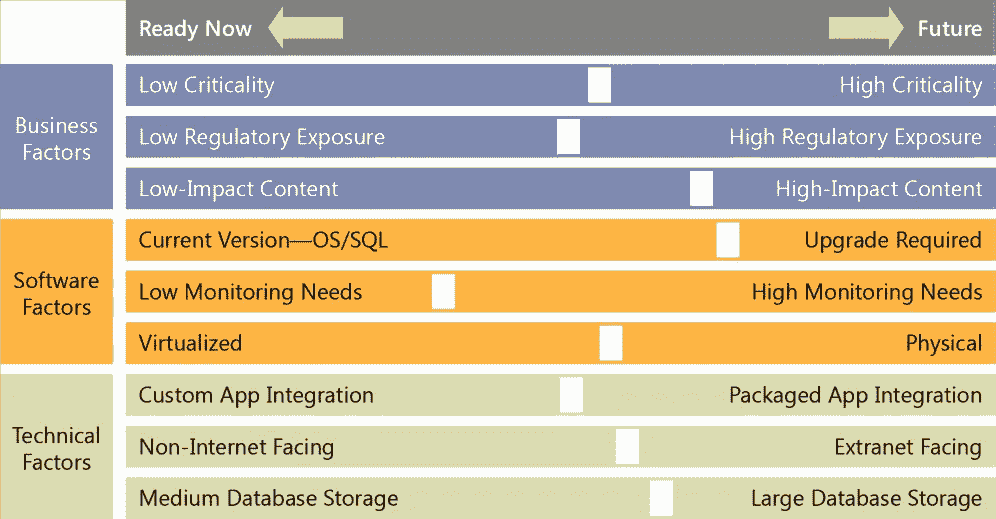 Ready Now Future
Business
Factors
Low Criticality High Criticality
Low Regulatory Exposure High Regulatory Exposure
Low-Impact Content High-Impact Content
Software
Factors
Current Version—OS/SQL Upgrade Required
Low Monitoring Needs High Monitoring Needs
Virtualized Physical
Technical
Factors
Custom App Integration Packaged App Integration
Non-Internet Facing Extranet Facing
Medium Database Storage Large Database Storage